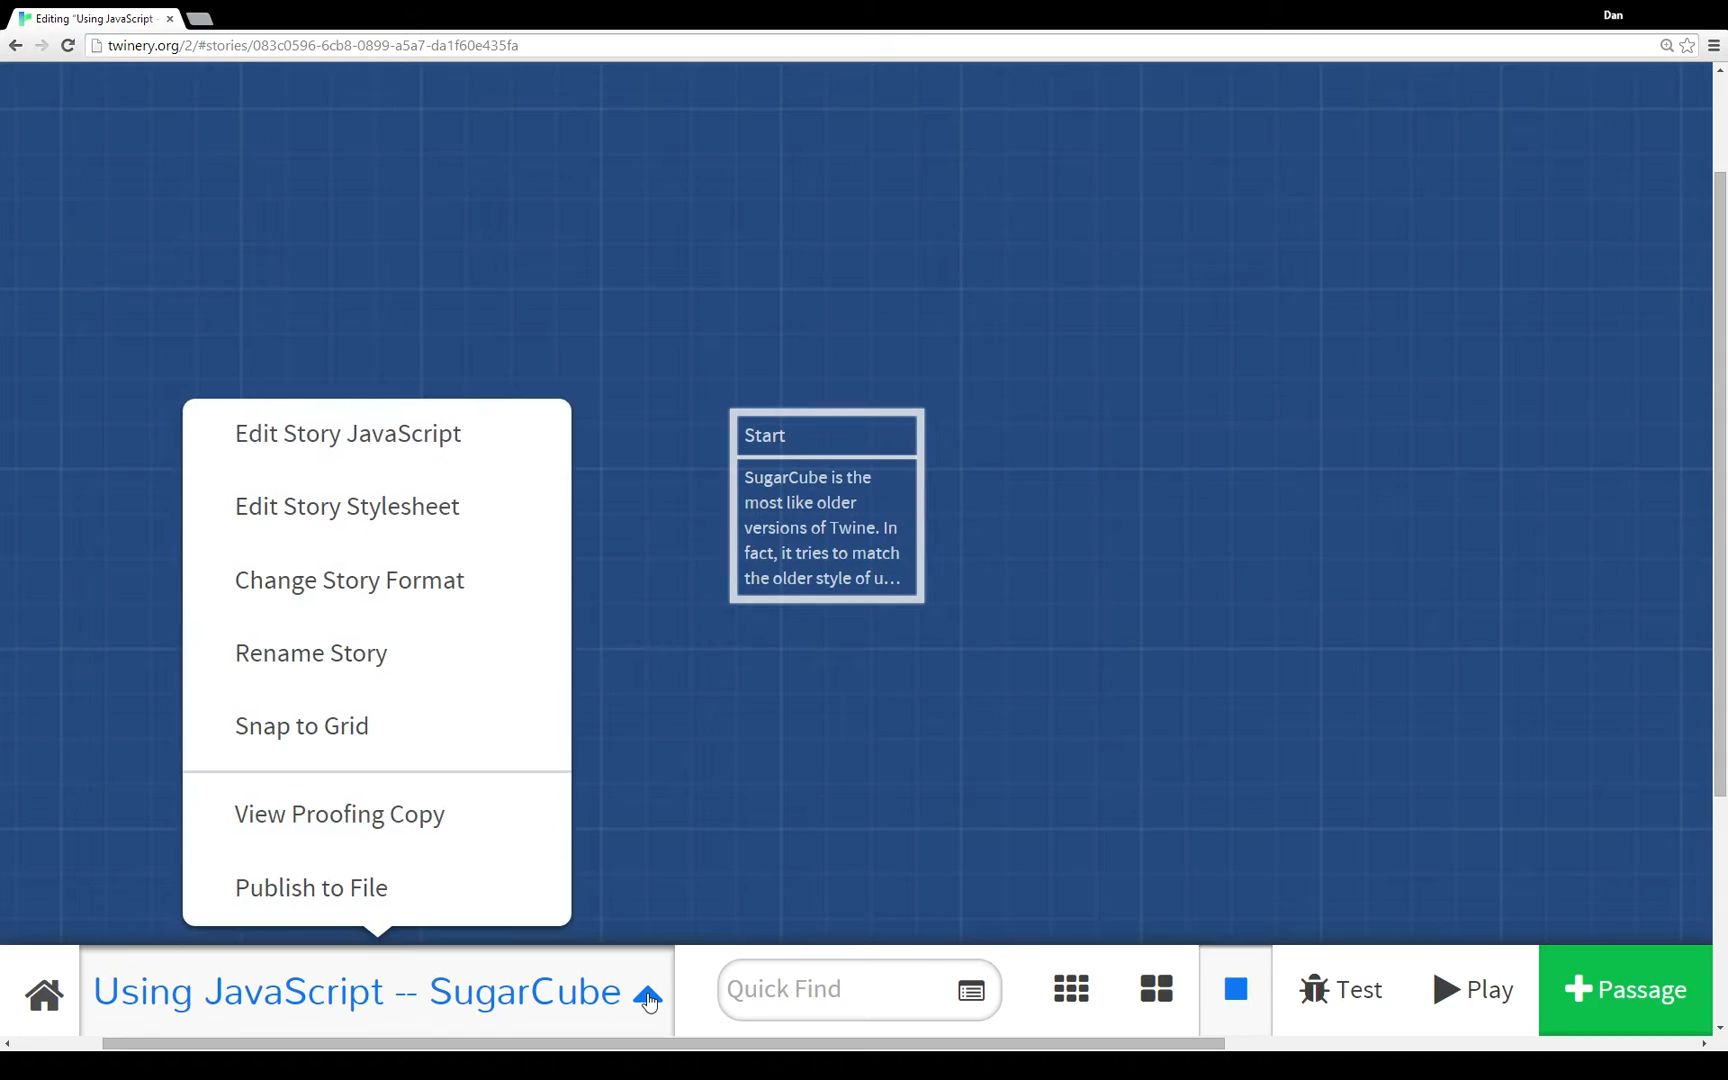 Editing "Using JavaScript -
Dan
twinery.org/2/#stories/083c0596-6cb8-0899-a5a7-da1f60e435fa
Edit Story JavaScript
Edit Story Stylesheet
Change Story Format
Rename Story
Snap to Grid
View Proofing Copy
Publish to File
Start
SugarCube is the
most like older
versions of Twine. In
fact, it tries to match
the older style of u...
Using JavaScript -- SugarCube
Quick Find
Test
Play
Passage